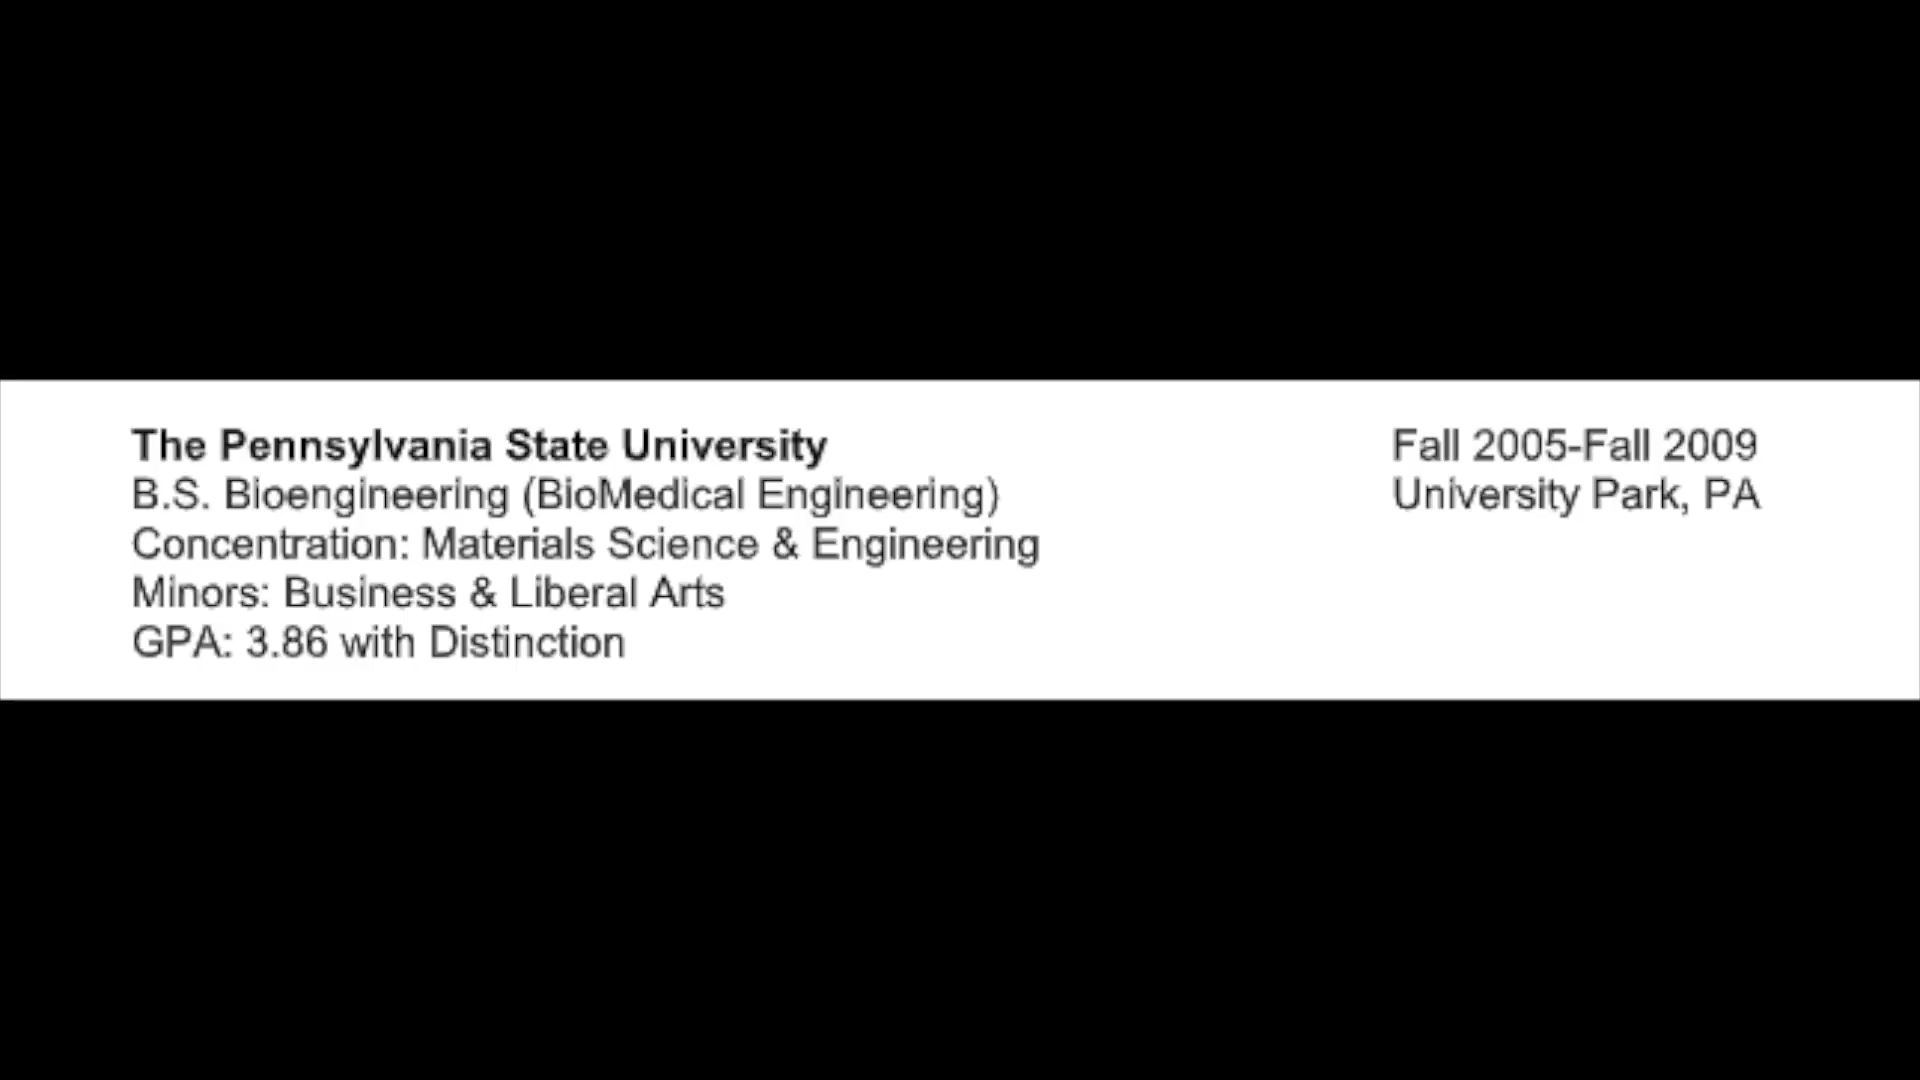 The Pennsylvania State University Fall 2005-Fall 2009
B.S. Bioengineering (BioMedical Engineering) University Park, PA
Concentration: Materials Science & Engineering
Minors: Business & Liberal Arts
GPA: 3.86 with Distinction